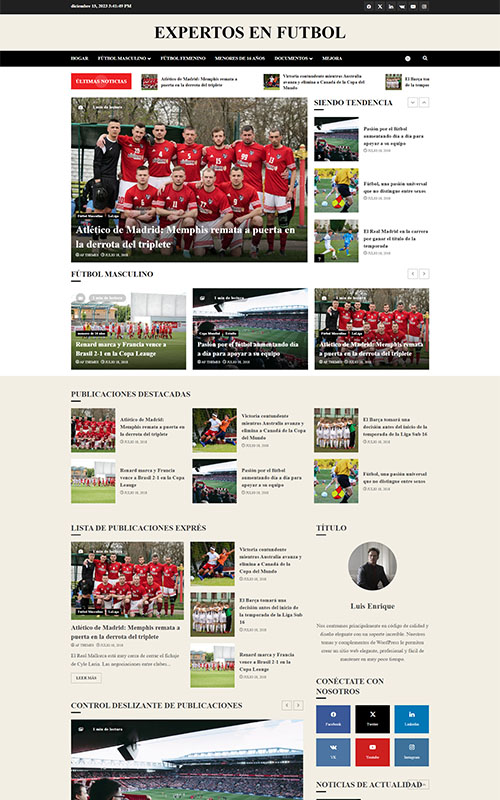 diciembre 15, 2023 3:41:49 PM
EXPERTOS EN FUTBOL
HOGAR FÚTBOL MASCULINO FÚTBOL FEMENINO MENORES DE 16 AÑOS DOCUMENTOS MEJORA
ÚLTIMAS NOTICIAS
Atlético de Madrid: Memphis remata a
puerta en la derrota del triplete
Victoria contundente mientras Australia
avanza y elimina a Canadá de la Copa del
Mundo
El Barça tomará una
temporada de la
1 min de lectura
Fútbol Masculino LaLiga
Atlético de Madrid: Memphis remata a puerta en
la derrota del triplete
AF THEMES JULIO 18, 2018
SIENDO TENDENCIA
Pasión por el fútbol
aumentando día a día para
apoyar a su equipo
JULIO 18, 2018
Fútbol, una pasión universal
que no distingue entre sexos
JULIO 18, 2018
El Real Madrid en la carrera
por ganar el título de la
temporada
JULIO 18, 2018
FÚTBOL MASCULINO
1 min de lectura
menores de 16 años
Renard marca y Francia vence a
Brasil 2-1 en la Copa Leauge
AF THEMES JULIO 18, 2018
1 min de lectura
Copa Mundial Estadio
Pasión por el fútbol aumentando día
a día para apoyar a su equipo
AF THEMES JULIO 18, 2018
1 min de lectura
Fútbol Masculino LaLiga
Atlético de Madrid: Memphis remata
a puerta en la derrota del triplete
AF THEMES JULIO 18, 2018
PUBLICACIONES DESTACADAS
Atlético de Madrid:
Memphis remata a puerta
en la derrota del triplete
JULIO 18, 2018
Victoria contundente
mientras Australia avanza y
elimina a Canadá de la Copa
del Mundo
JULIO 18, 2018
El Barça tomará una
decisión antes del inicio de
la temporada de la Liga Sub
16
JULIO 18, 2018
Renard marca y Francia
vence a Brasil 2-1 en la Copa
Leauge
JULIO 18, 2018
Pasión por el fútbol
aumentando día a día para
apoyar a su equipo
JULIO 18, 2018
Fútbol, una pasión universal
que no distingue entre sexos
JULIO 18, 2018
LISTA DE PUBLICACIONES EXPRÉS
1 min de lectura
Fútbol Masculino LaLiga
Atlético de Madrid: Memphis remata
a puerta en la derrota del triplete
AF THEMES JULIO 18, 2018
El Real Mallorca está muy cerca de cerrar el fichaje
de Cyle Larin. Las negociaciones entre clubes...
LEER MÁS
Victoria contundente
mientras Australia avanza y
elimina a Canadá de la Copa
del Mundo
JULIO 18, 2018
El Barça tomará una decisión
antes del inicio de la
temporada de la Liga Sub
16
JULIO 18, 2018
Renard marca y Francia
vence a Brasil 2-1 en la Copa
Leauge
JULIO 18, 2018
TÍTULO
Luis Enrique
Nos centramos principalmente en código de calidad y
diseño elegante con un soporte increíble. Nuestros
temas y complementos de WordPress le permiten
crear un sitio web elegante, profesional y fácil de
mantener en muy poco tiempo.
CONÉCTATE CON
NOSOTROS
Facebook
Twitter
Linkedin
VK
Youtube
Instagram
CONTROL DESLIZANTE DE PUBLICACIONES
1 min de lectura
NOTICIAS DE ACTUALIDAD